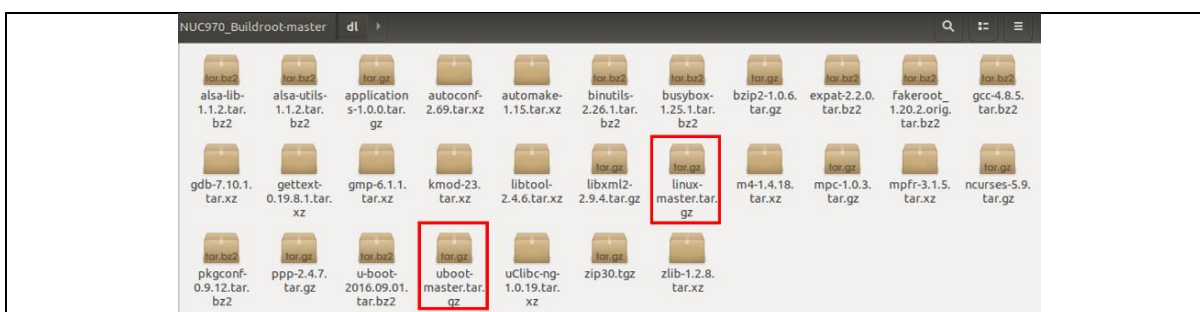 NUC970_Buildroot-master dl
tar.bz2 tar.bz2 tar.gz tar.bz2 tar.bz2 tar.gz tar.bz2 tar.bz2 tar.bz2
alsa-lib- alsa-utils- application autoconf- automake- binutils- busybox- bzip2-1.0.6. expat-2.2.0. fakeroot_ gcc-4.8.5.
1.1.2.tar. 1.1.2.tar. s-1.0.0.tar. 2.69.tar.xz 1.15.tar.xz 2.26.1.tar. 1.25.1.tar. tar.gz tar.bz2 1.20.2.orig. tar.bz2
bz2 bz2 gz bz2 bz2 tar.bz2
tar.gz tar.gz tar.gz tar.gz
gdb-7.10.1. gettext- gmp-6.1.1. kmod-23. libtool- libxml2- linux- m4-1.4.18. mpc-1.0.3. mpfr-3.1.5. ncurses-5.9.
tar.xz 0.19.8.1.tar. tar.xz tar.xz 2.4.6.tar.xz 2.9.4.tar.gz master.tar. tar.xz tar.gz tar.xz tar.gz
xz gz
tar.bz2 tar.gz tar.bz2 tar.gz tar.gz
pkgconf- ppp-2.4.7. u-boot- uboot- uClibc-ng- zip30.tgz zlib-1.2.8.
0.9.12.tar. tar.gz 2016.09.01. master.tar. 1.0.19.tar. tar.xz
bz2 tar.bz2 gz xz